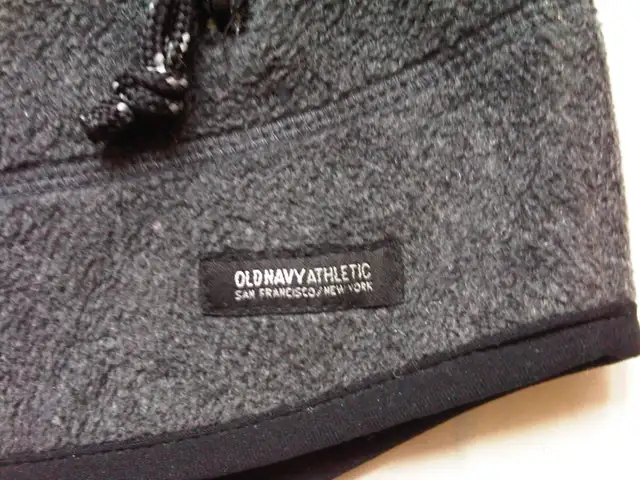 OLDNAVYATHLETIC
SAN FRANCISCO/NEW YORK